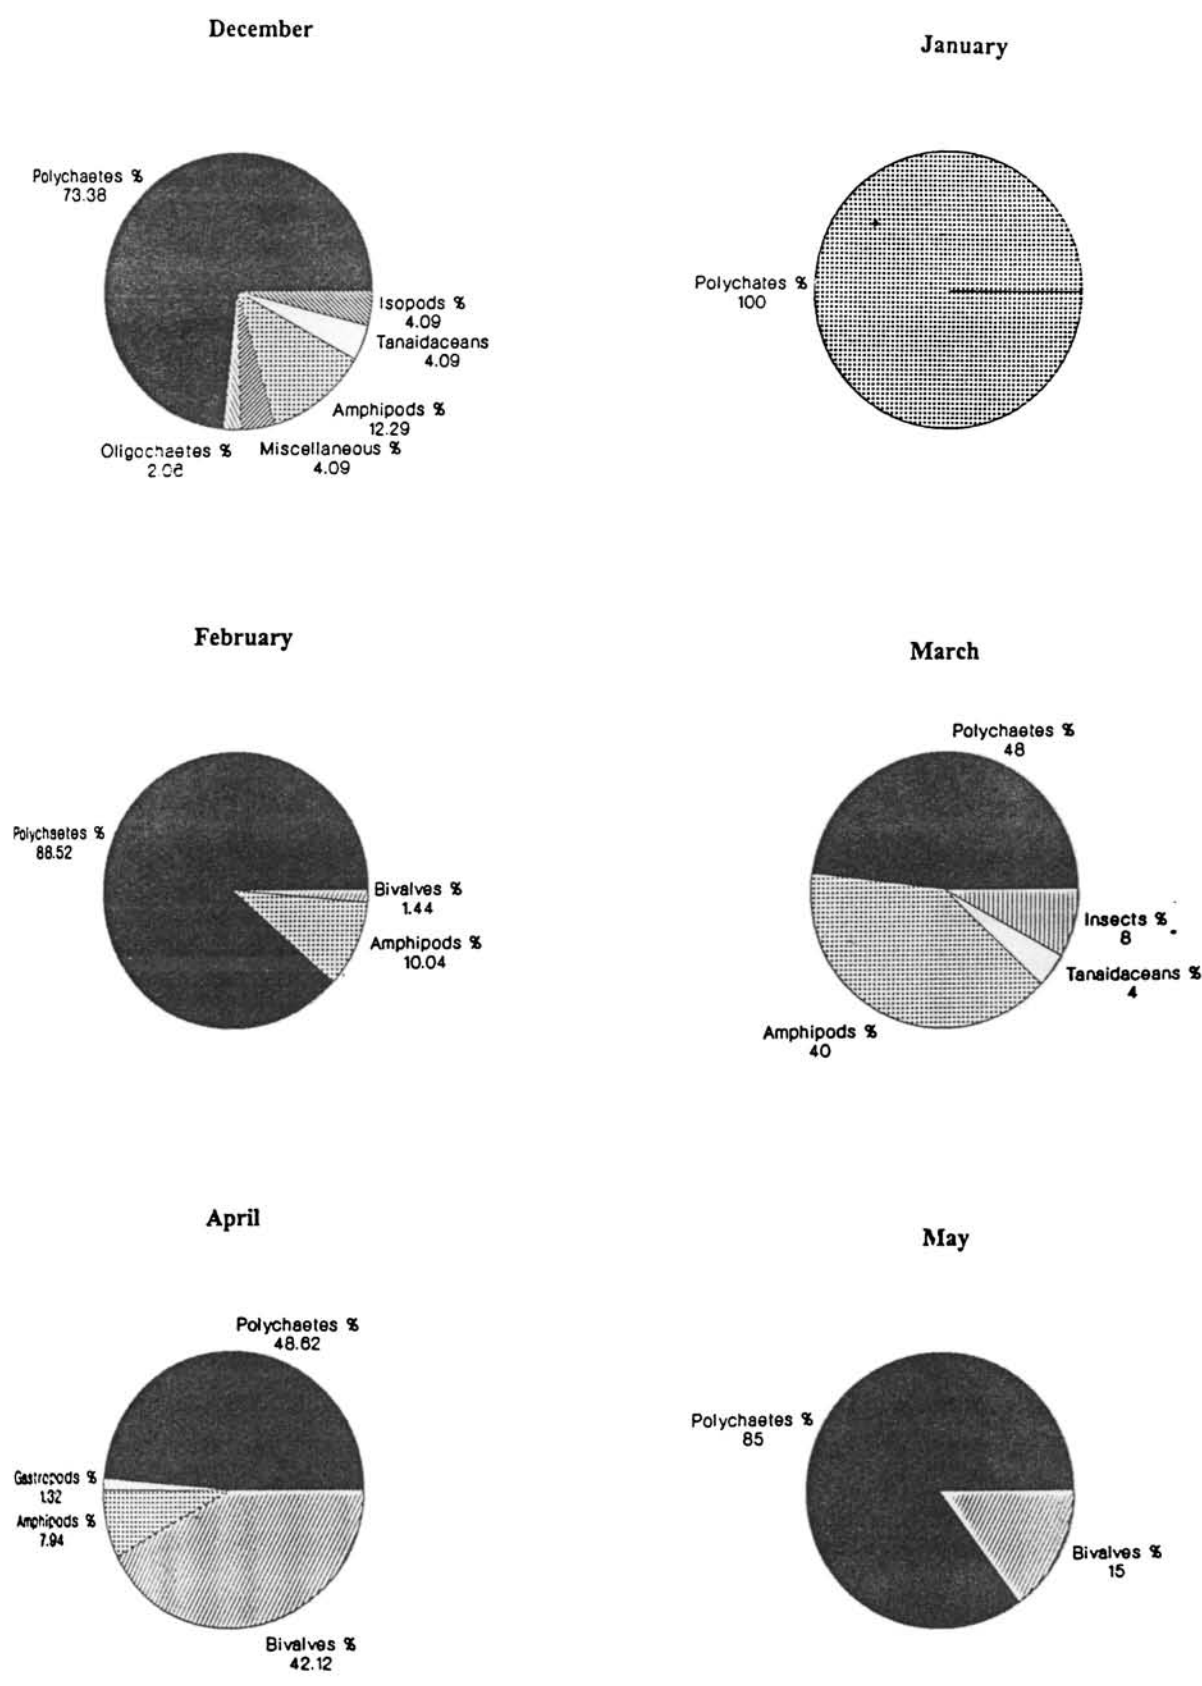 December
January
Polychaetes %
73.38
Isopods %
4.09
Tanaidaceans
4.09
Amphipods %
12.29
Oligochaetes %
Miscellaneous %
4.09
Polychates %
100
February
March
Polychaetes %
88.52
Bivalves %
1.44
Amphipods %
10.04
Polychaetes %
48
Insects %
8
Tanaidaceans %
4
Amphipods %
40
April
May
Polychaetes %
48.62
Gastropods %
1.32
Amphipods %
7.94
Bivalves %
42.12
Polychaetes %
85
Bivalves %
15